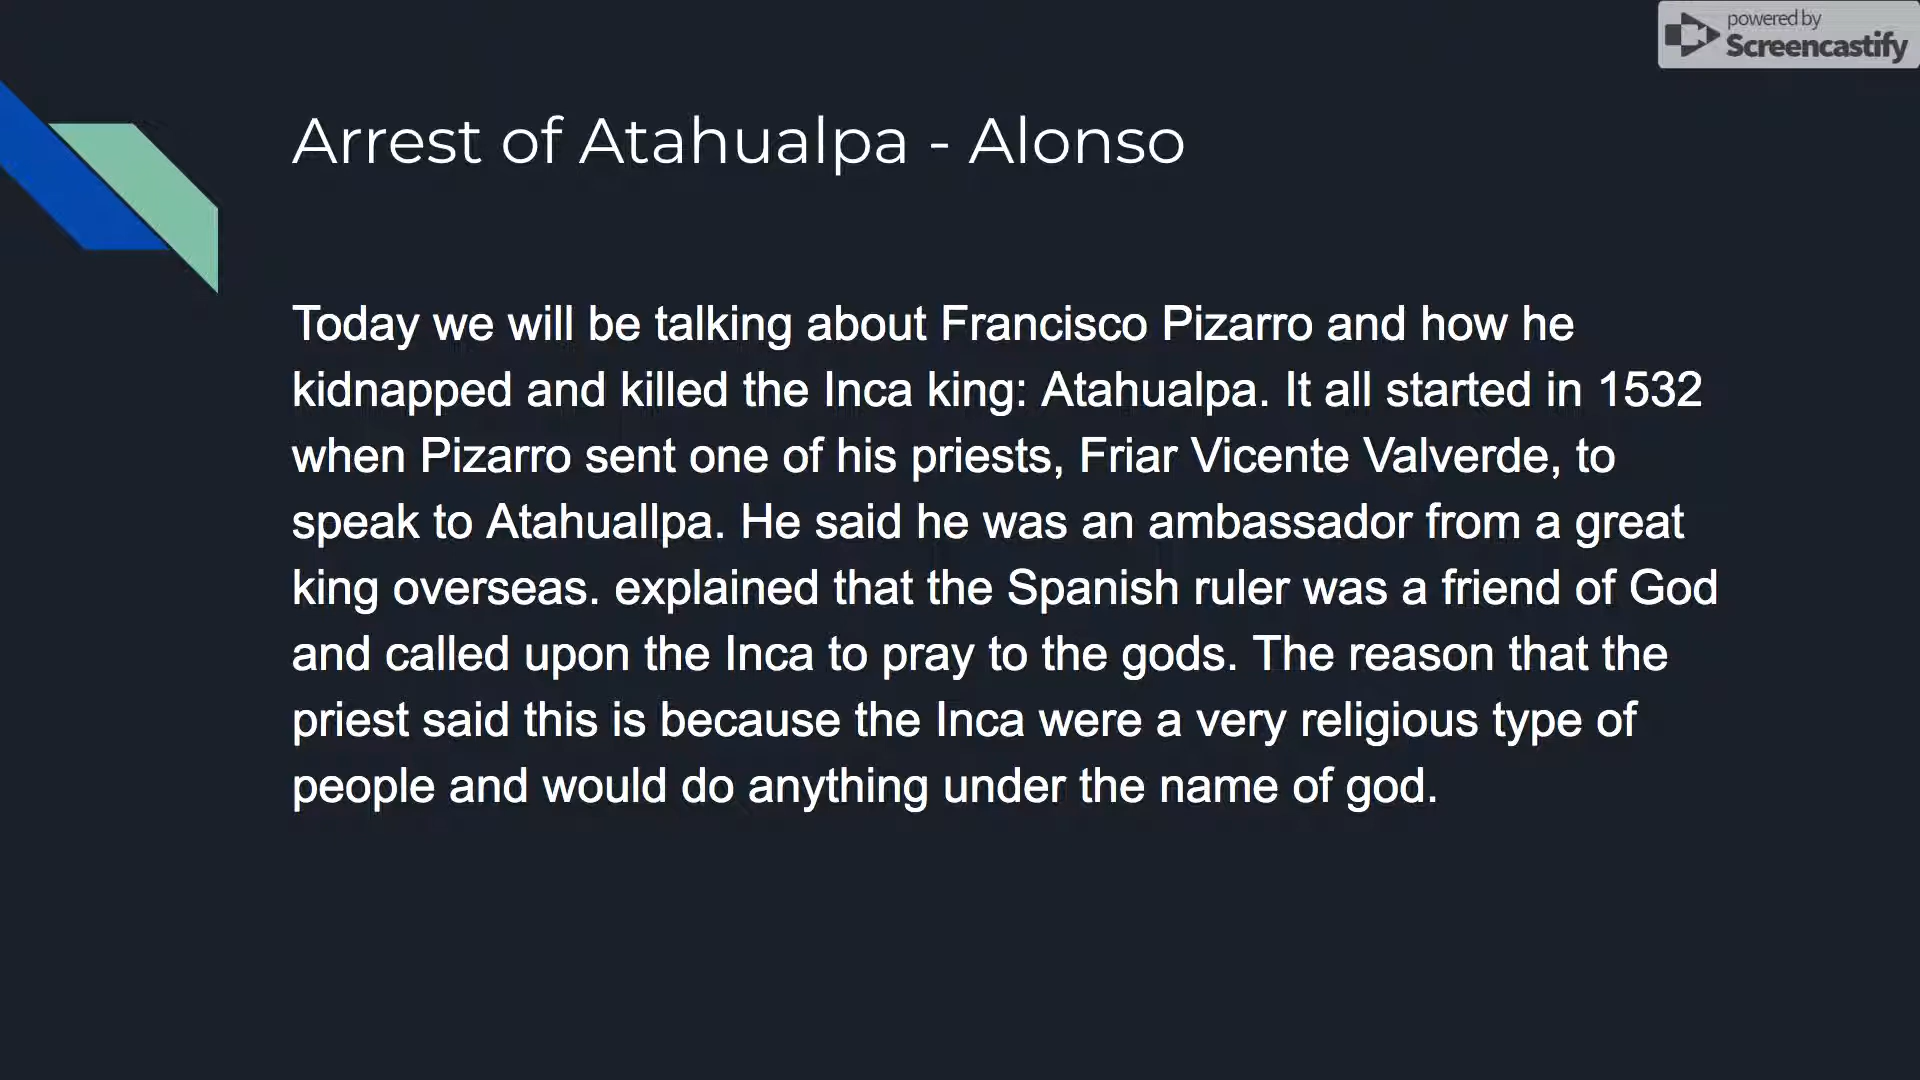 powered by
Screencastify
Arrest of Atahualpa - Alonso
Today we will be talking about Francisco Pizarro and how he
kidnapped and killed the Inca king: Atahualpa. It all started in 1532
when Pizarro sent one of his priests, Friar Vicente Valverde, to
speak to Atahuallpa. He said he was an ambassador from a great
king overseas. explained that the Spanish ruler was a friend of God
and called upon the Inca to pray to the gods. The reason that the
priest said this is because the Inca were a very religious type of
people and would do anything under the name of god.